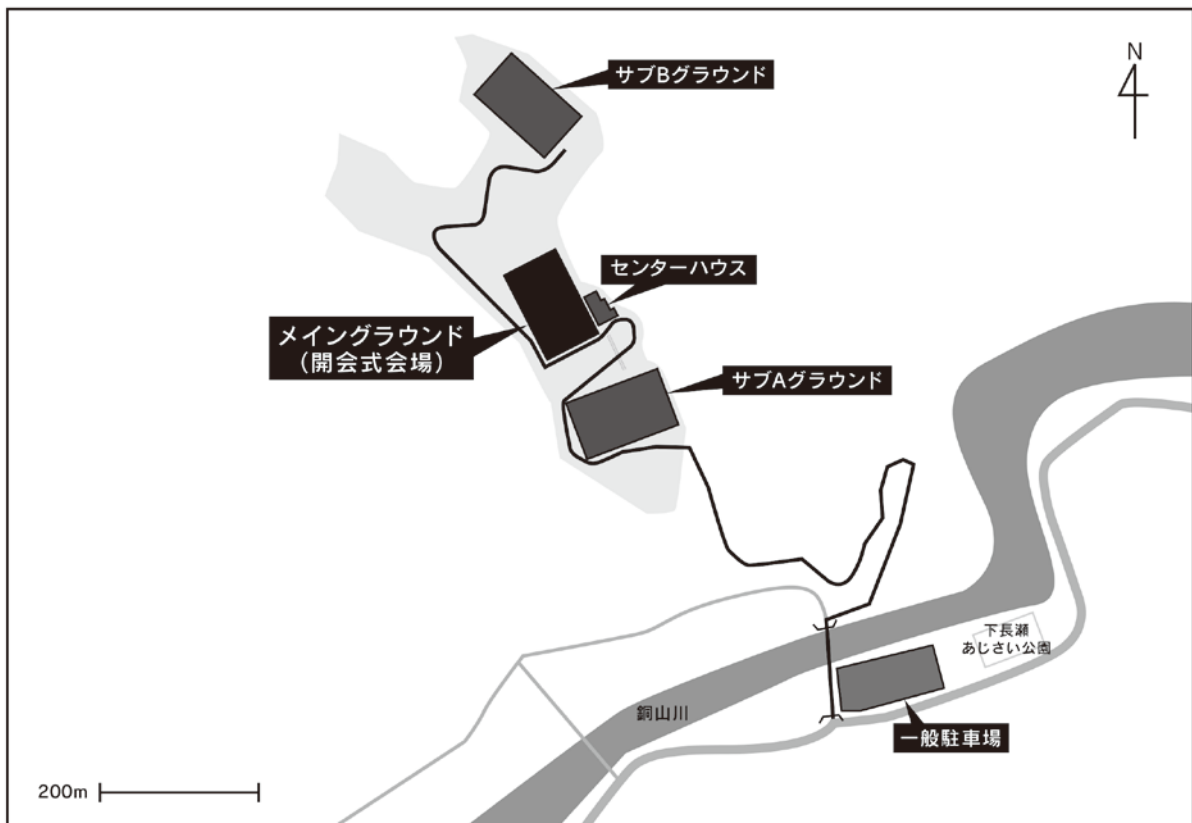 サブBグラウンド
N
センターハウス
メイングラウンド
（開会式会場）
サブAグラウンド
下長瀬
あじさい公園
銅山川
一般駐車場
200m